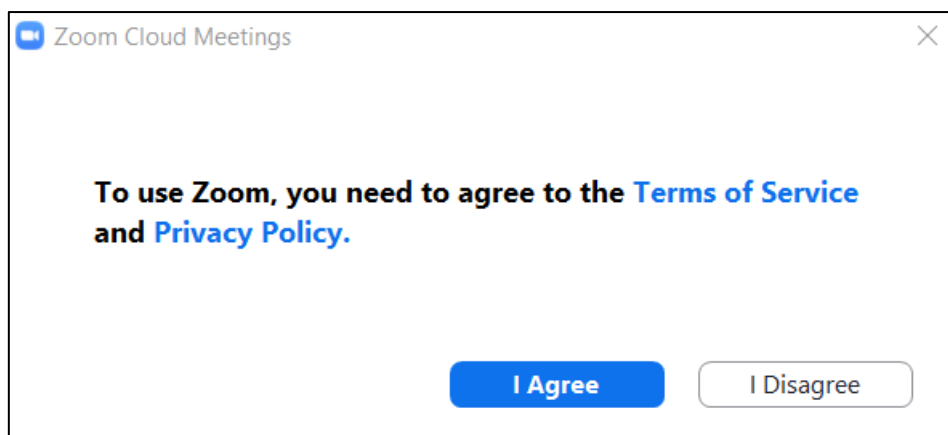 Zoom Cloud Meetings
To use Zoom, you need to agree to the Terms of Service
and Privacy Policy.
I Agree
I Disagree